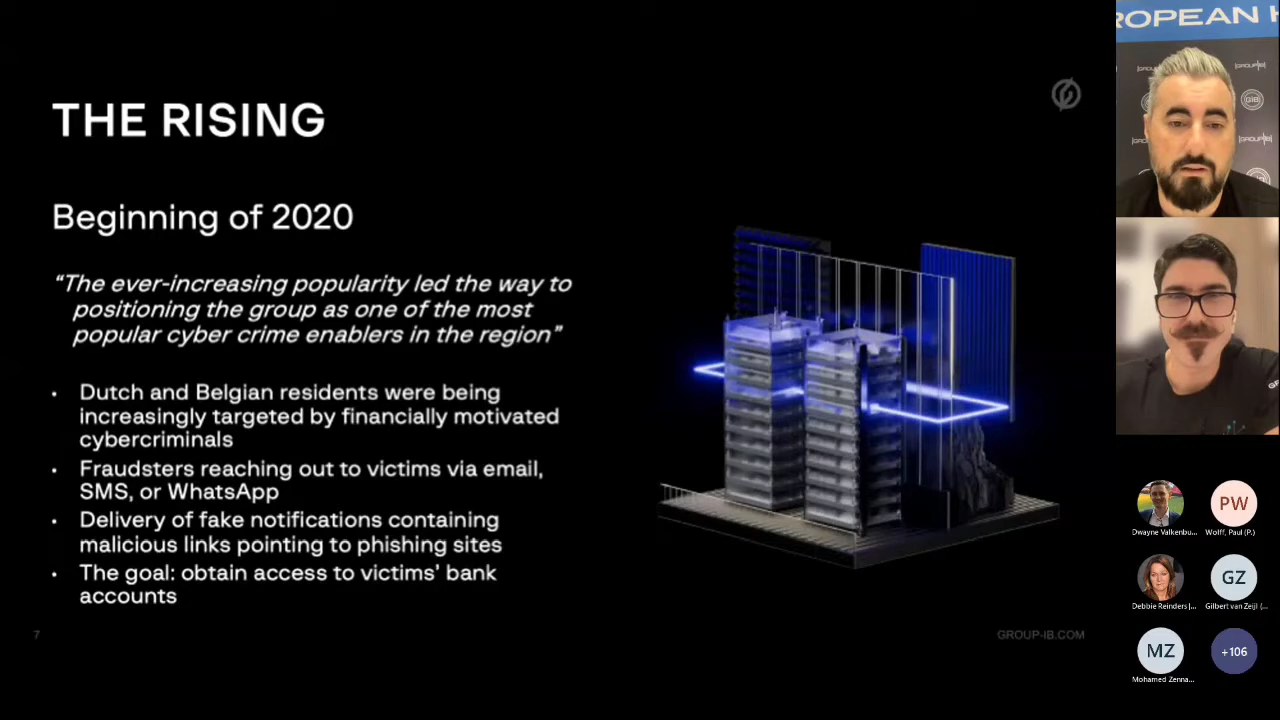 THE RISING
Beginning of 2020
“The ever-increasing popularity led the way to
positioning the group as one of the most
popular cyber crime enablers in the region”
• Dutch and Belgian residents were being
increasingly targeted by financially motivated
cybercriminals
• Fraudsters reaching out to victims via email,
SMS, or WhatsApp
• Delivery of fake notifications containing
malicious links pointing to phishing sites
• The goal: obtain access to victims’ bank
accounts
7
GROUP-IB.COM
ROPEAN H
GROUP|IB|
PW
Dwayne Valkenbu...
Wolff, Paul (P.)
GZ
Debbie Reinders |...
Gilbert van Zeijl (...
MZ
+106
Mohamed Zenna...